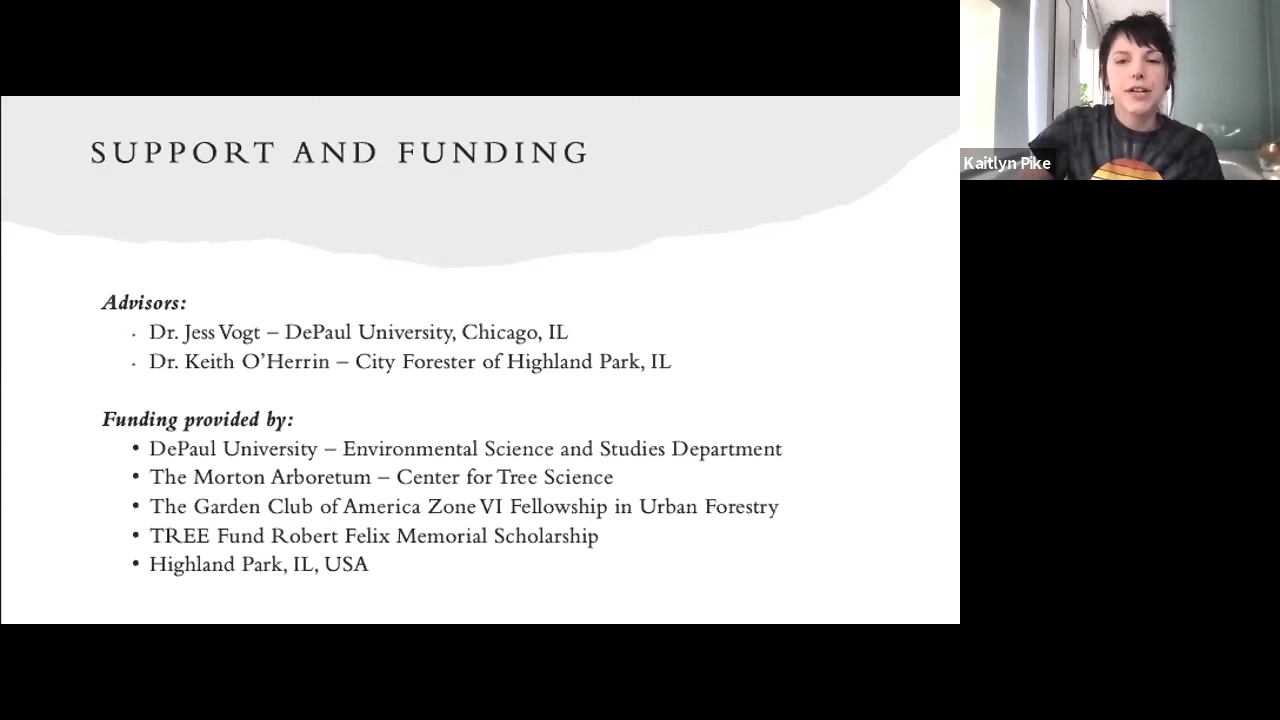 SUPPORT AND FUNDING
Kaitlyn Pike
Advisors:
· Dr. Jess Vogt – DePaul University, Chicago, IL
· Dr. Keith O’Herrin – City Forester of Highland Park, IL
Funding provided by:
• DePaul University – Environmental Science and Studies Department
• The Morton Arboretum – Center for Tree Science
• The Garden Club of America Zone VI Fellowship in Urban Forestry
• TREE Fund Robert Felix Memorial Scholarship
• Highland Park, IL, USA